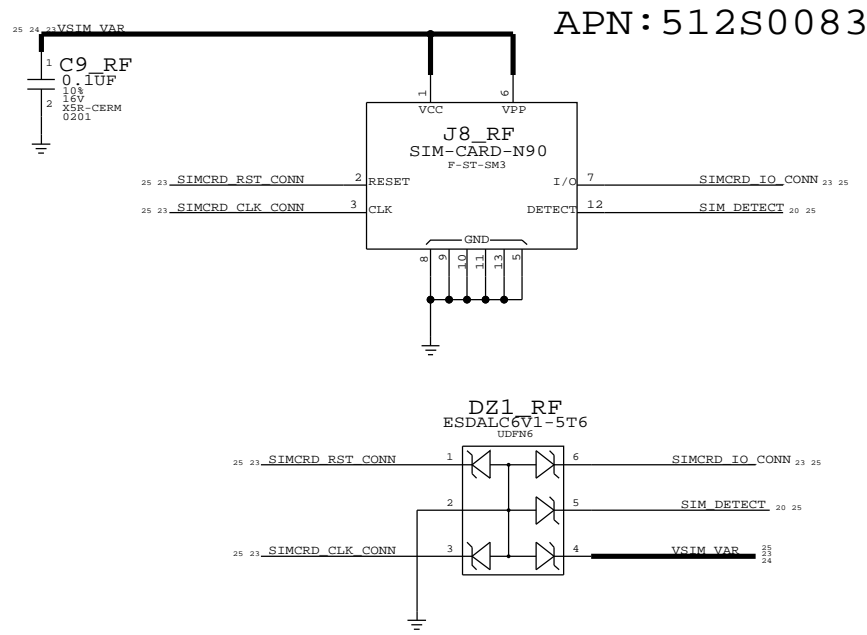 APN:512S0083
25 24 23 VSIM_VAR
1 C9_RF
0.1UF
10%
16V
2 X5R-CERM
0201
1 6
VCC VPP
J8_RF
SIM-CARD-N90
F-ST-SM3
25 23 SIMCRD_RST_CONN 2 RESET I/O 7 SIMCRD_IO_CONN 23 25
25 23 SIMCRD_CLK_CONN 3 CLK DETECT 12 SIM_DETECT 20 25
GND
8 9 10 11 13 5
DZ1_RF
ESDALC6V1-5T6
UDFN6
25 23 SIMCRD_RST_CONN 1 6 SIMCRD_IO_CONN 23 25
2 5 SIM_DETECT 20 25
25 23 SIMCRD_CLK_CONN 3 4 VSIM_VAR 25
23
24